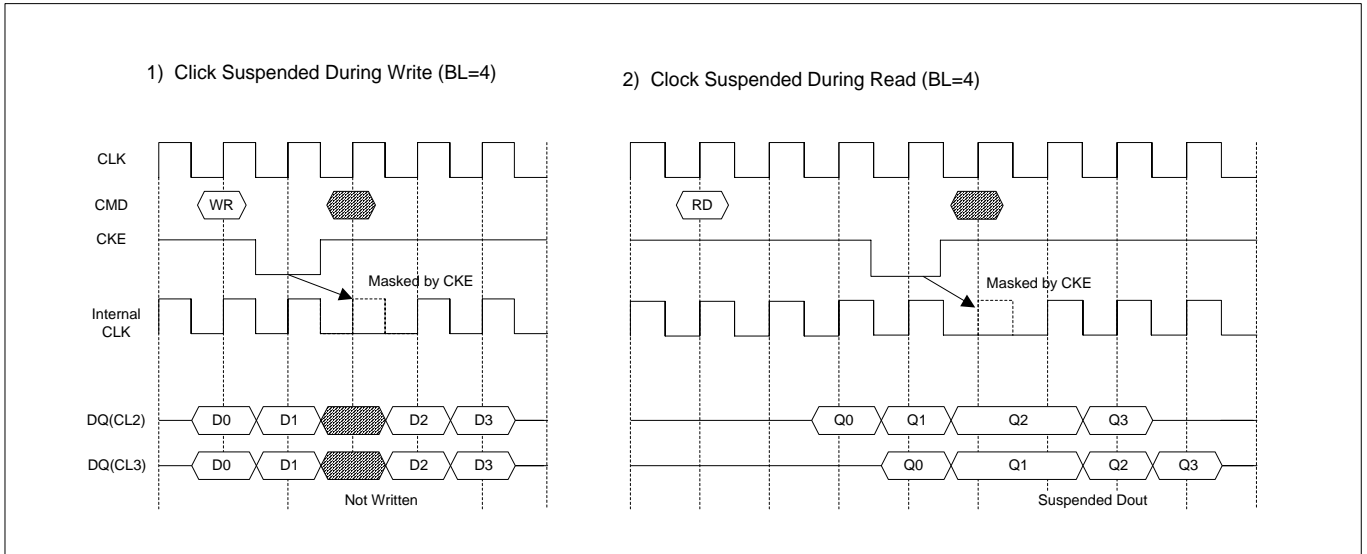 1) Click Suspended During Write (BL=4)
2) Clock Suspended During Read (BL=4)
CLK
CMD
WR
RD
CKE
Masked by CKE
Masked by CKE
Internal
CLK
DQ(CL2)
D0
D1
D2
D3
Q0
Q1
Q2
Q3
DQ(CL3)
D0
D1
D2
D3
Q0
Q1
Q2
Q3
Not Written
Suspended Dout